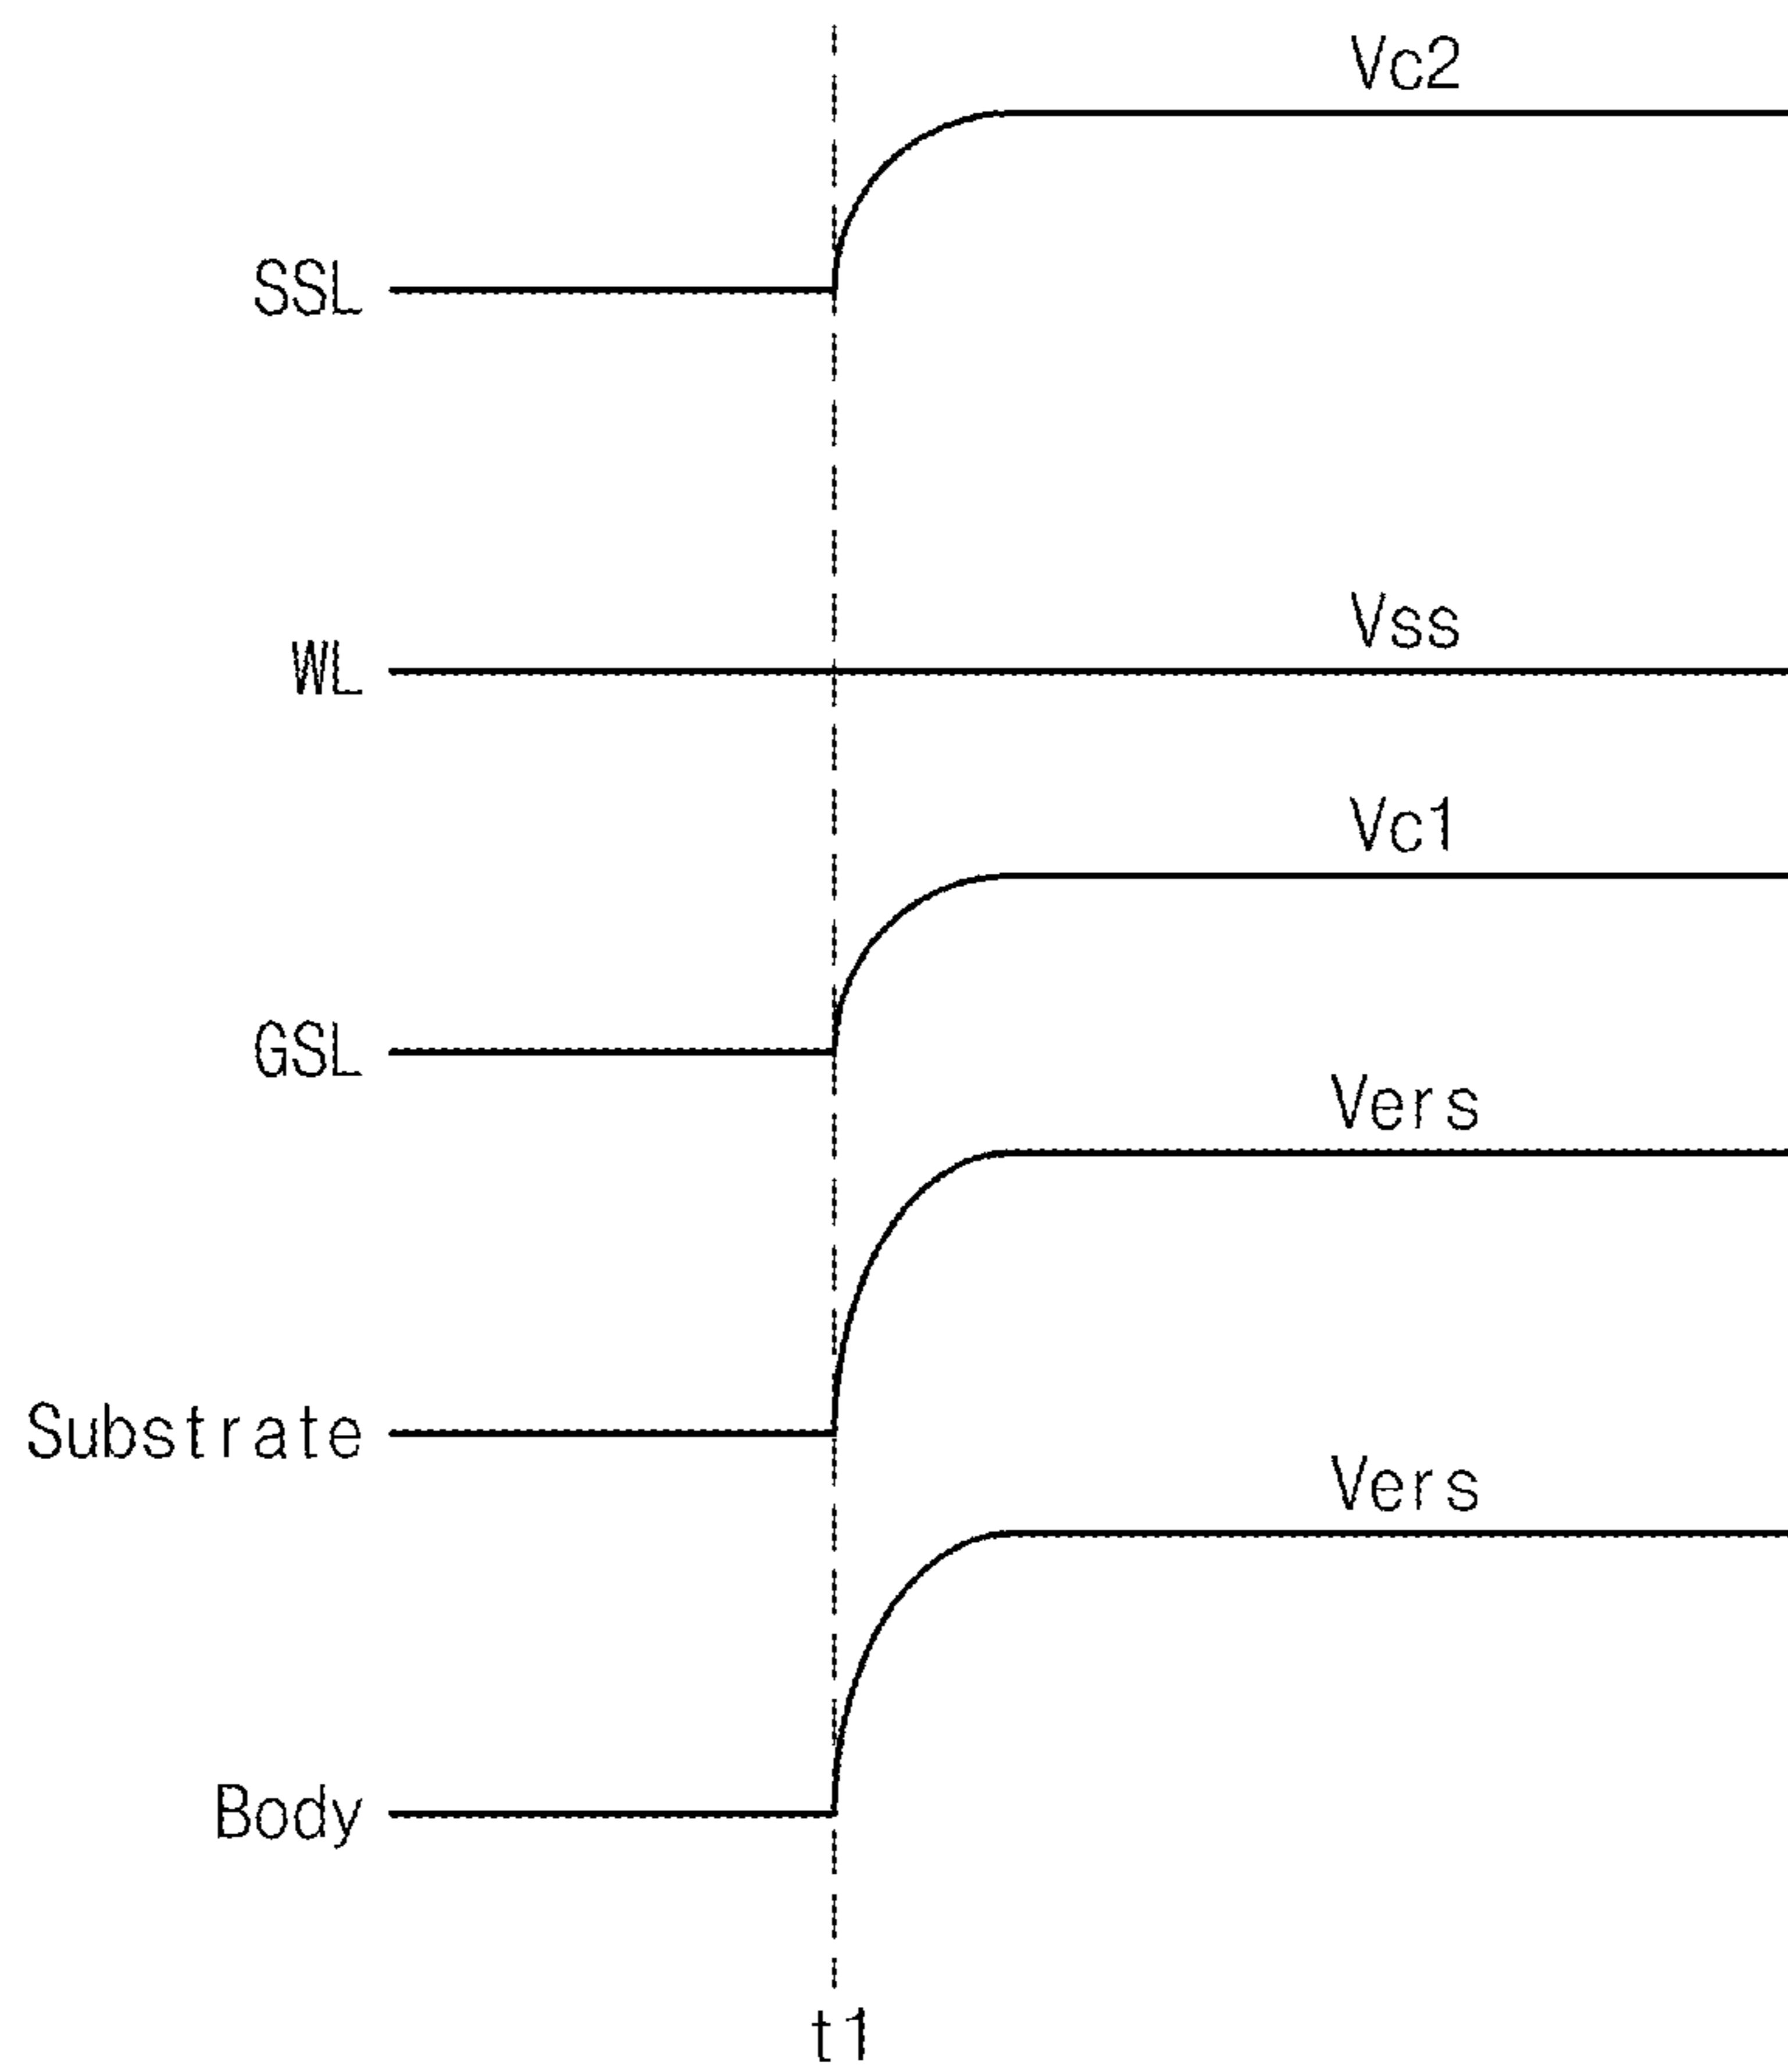 Vc2
SSL
Vss
WL
Vc1
GSL
Vers
Substrate
Vers
Body
t1